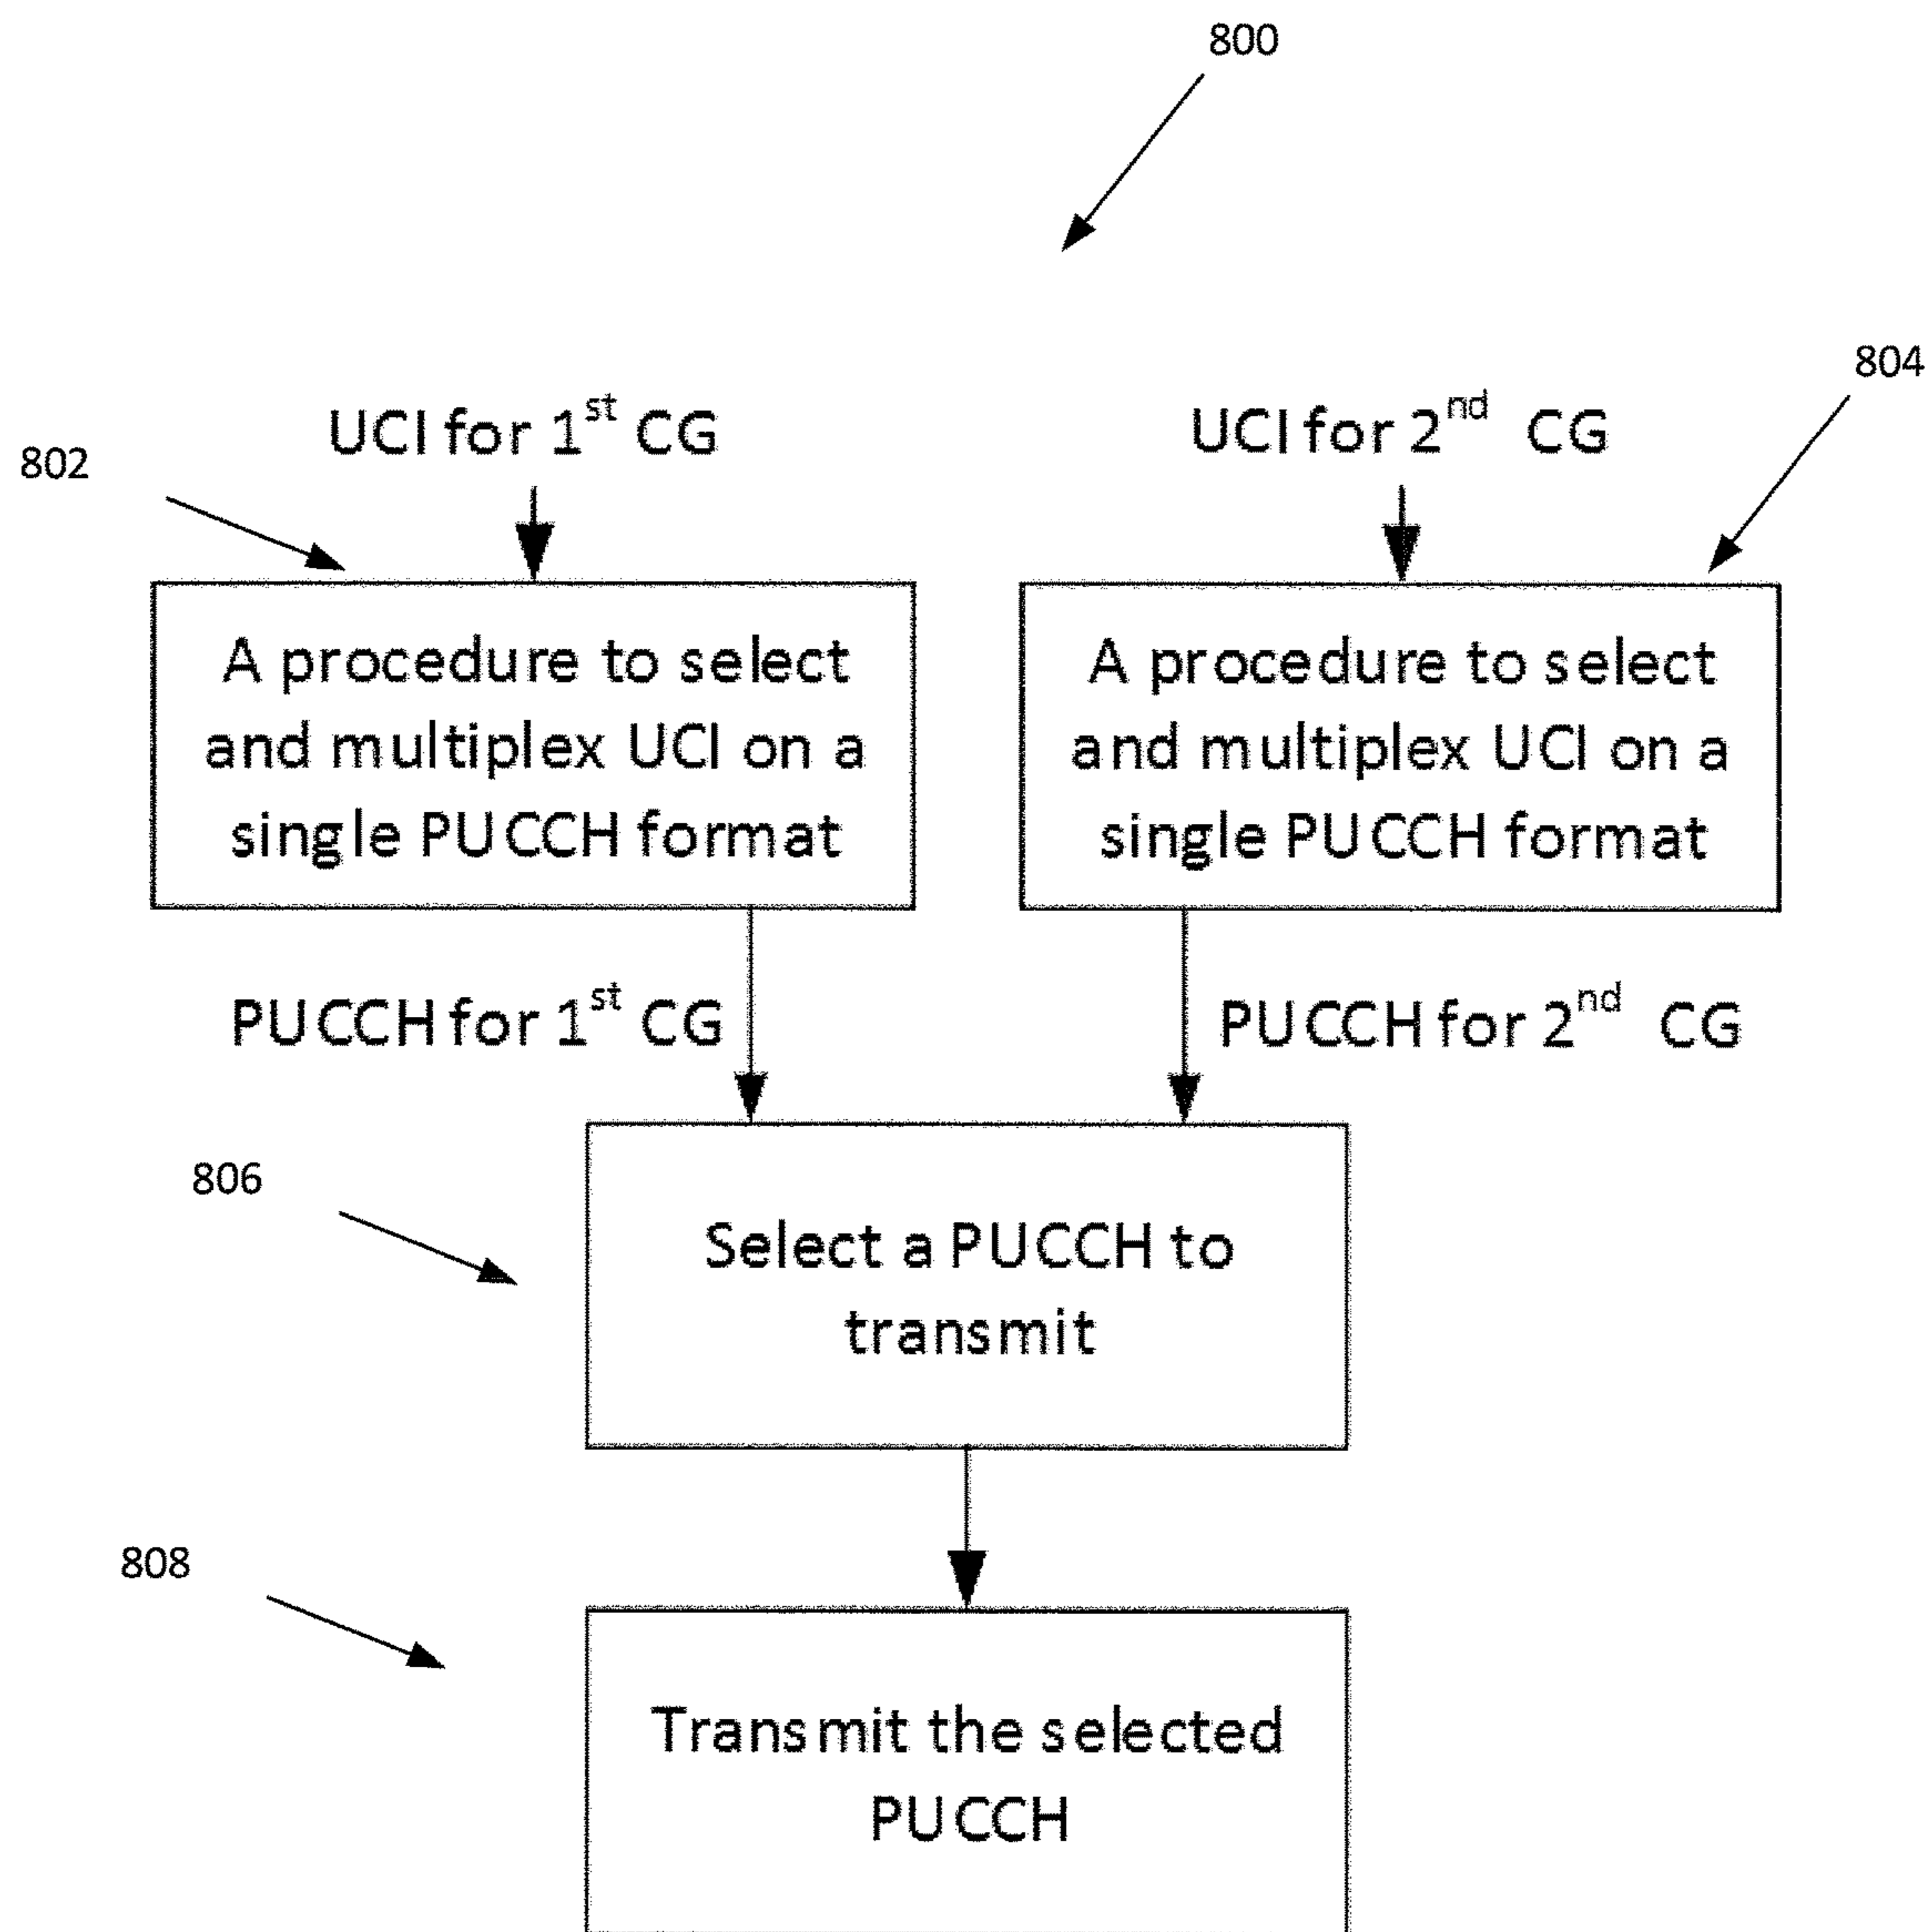 800
804
UCI for 1st CG
UCI for 2nd CG
802
A procedure to select
and multiplex UCI on a
single PUCCH format
A procedure to select
and multiplex UCI on a
single PUCCH format
PUCCH for 1st CG
PUCCH for 2nd CG
806
Select a PUCCH to
transmit
808
Transmit the selected
PUCCH